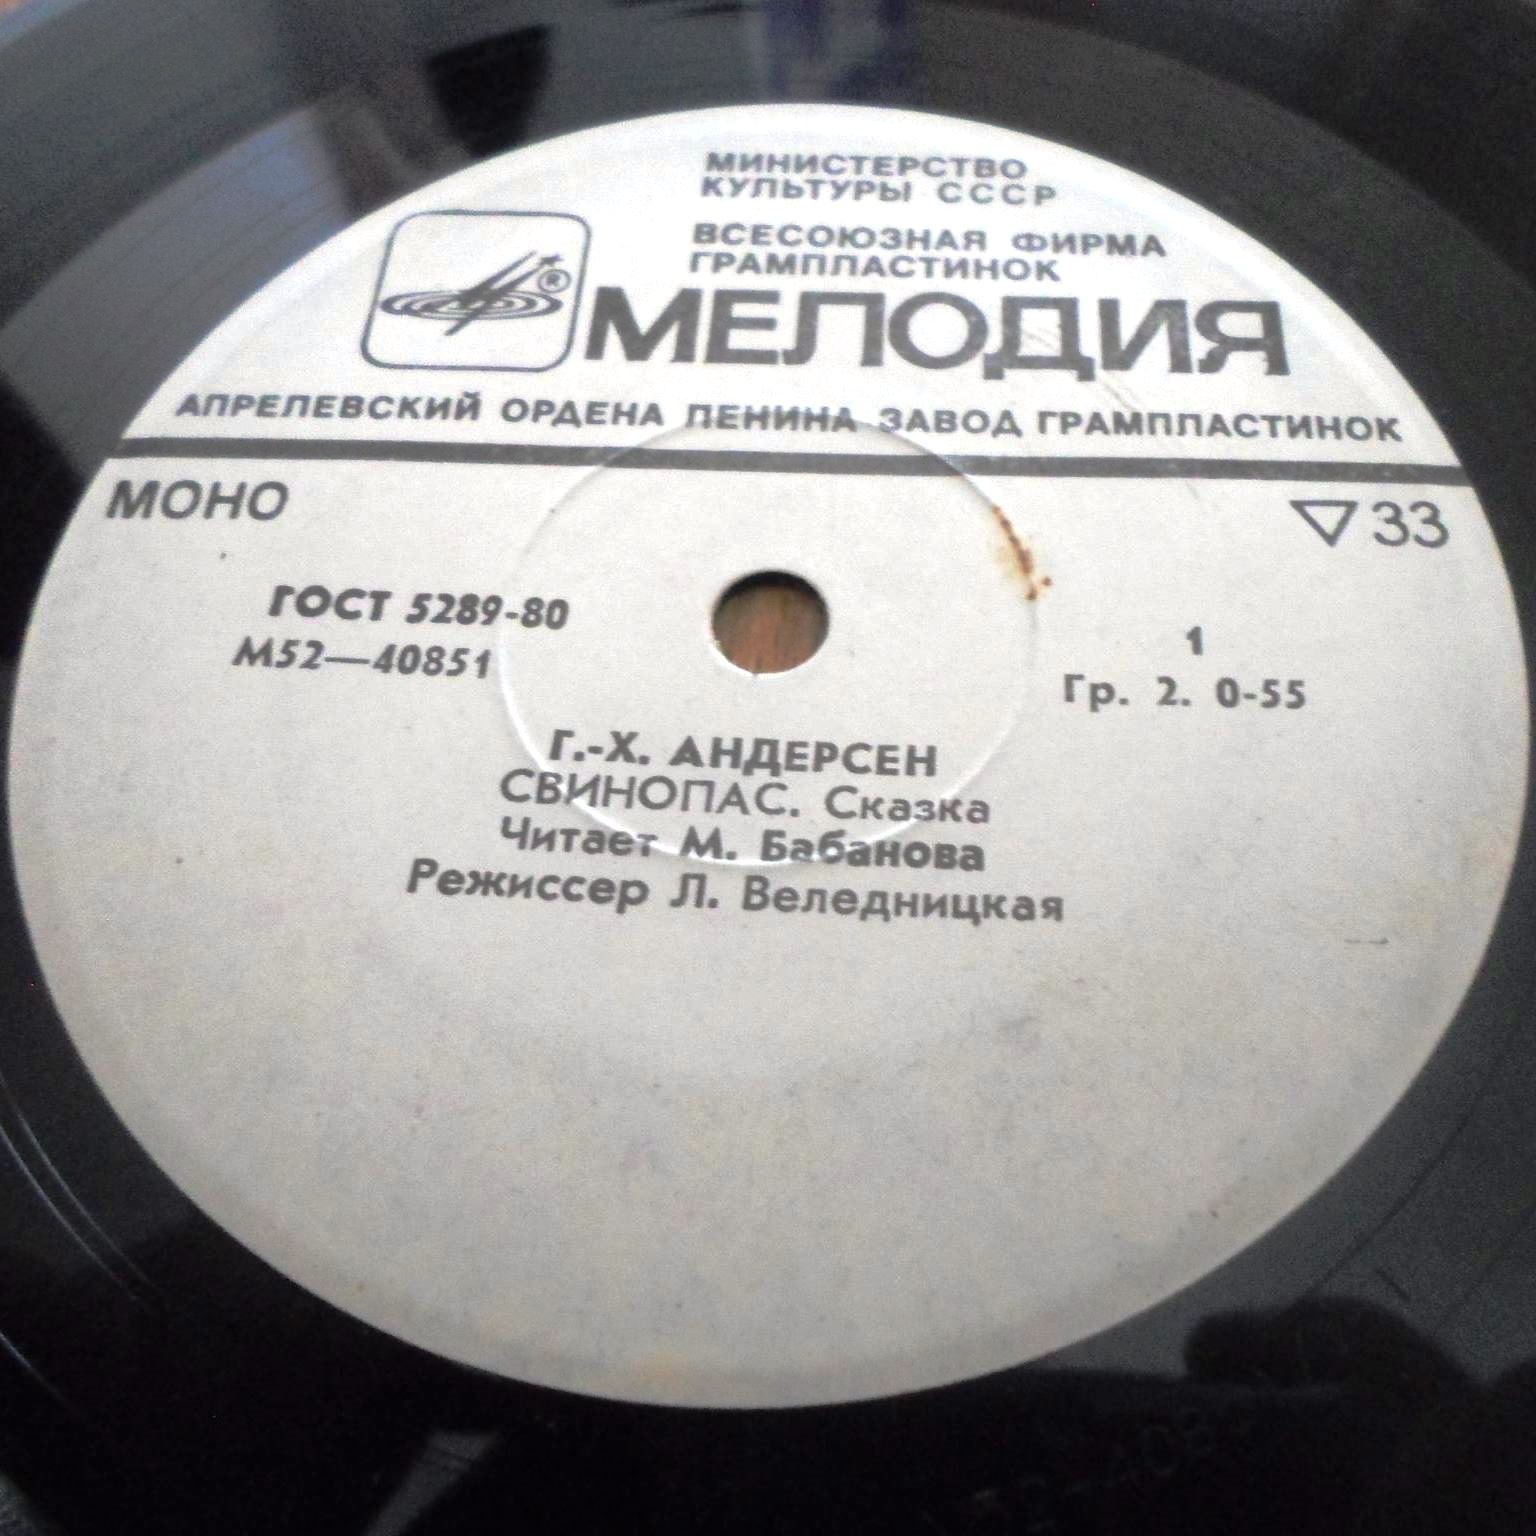 МИНИСТЕРСТВО
КУЛЬТУРЫ СССР
ВСЕСОЮЗНАЯ ФИРМА
ГРАМПЛАСТИНОК
®
МЕЛОДИЯ
АПРЕЛЕВСКИЙ ОРДЕНА ЛЕНИНА ЗАВОД ГРАМПЛАСТИНОК
МОНО
▽ 33
ГОСТ 5289-80
М52—40851
1
Гр. 2. 0-55
Г.-Х. АНДЕРСЕН
СВИНОПАС. Сказка
Читает М. Бабанова
Режиссер Л. Веледницкая